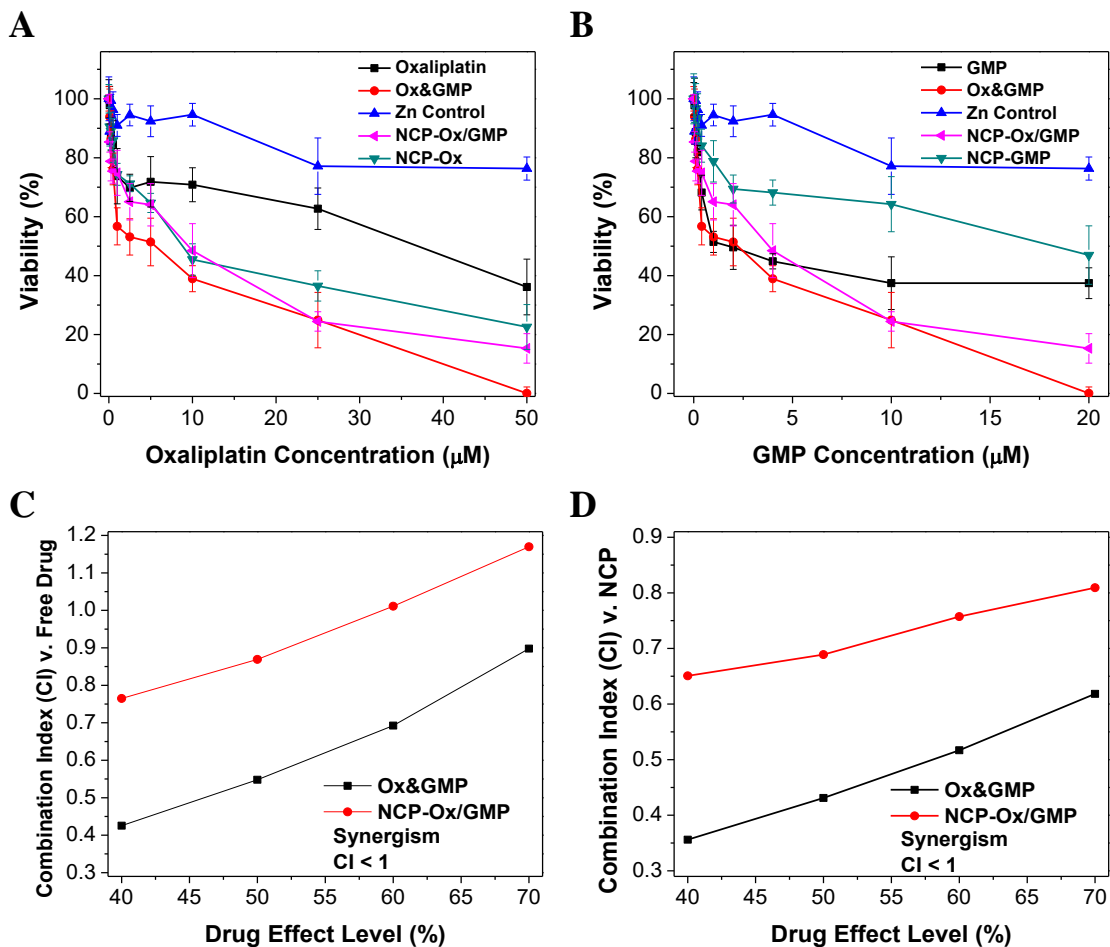 A
Oxaliplatin
Ox&GMP
Zn Control
NCP-Ox/GMP
NCP-Ox
Viability (%)
100
80
60
40
20
0
0
10
20
30
40
50
Oxaliplatin Concentration (μM)
B
GMP
Ox&GMP
Zn Control
NCP-Ox/GMP
NCP-GMP
Viability (%)
100
80
60
40
20
0
0
5
10
15
20
GMP Concentration (μM)
C
Combination Index (CI) v. Free Drug
1.2
1.1
1.0
0.9
0.8
0.7
0.6
0.5
0.4
0.3
Ox&GMP
NCP-Ox/GMP
Synergism
CI < 1
40
50
60
70
Drug Effect Level (%)
D
Combination Index (CI) v. NCP
0.9
0.8
0.7
0.6
0.5
0.4
0.3
Ox&GMP
NCP-Ox/GMP
Synergism
CI < 1
40
45
50
55
60
65
70
Drug Effect Level (%)